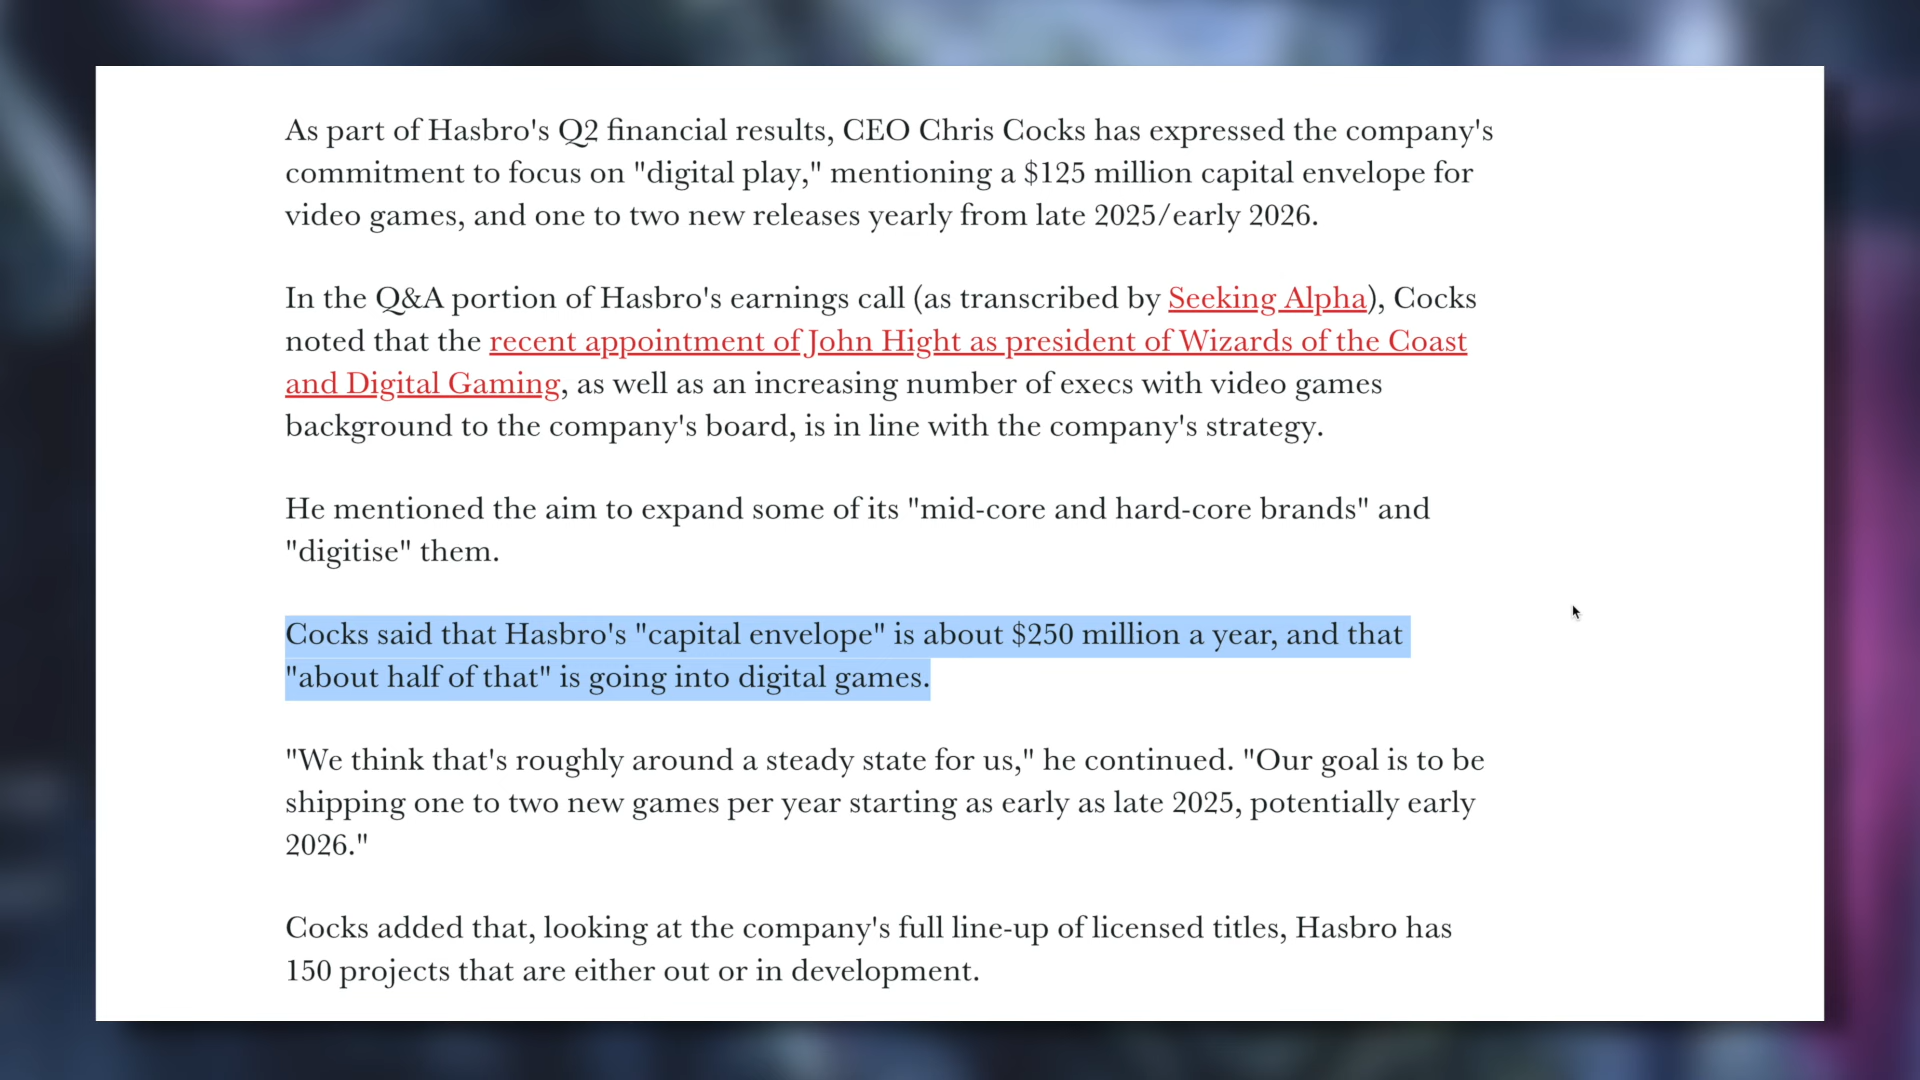 As part of Hasbro's Q2 financial results, CEO Chris Cocks has expressed the company's
commitment to focus on "digital play," mentioning a $125 million capital envelope for
video games, and one to two new releases yearly from late 2025/early 2026.
In the Q&A portion of Hasbro's earnings call (as transcribed by Seeking Alpha), Cocks
noted that the recent appointment of John Hight as president of Wizards of the Coast
and Digital Gaming, as well as an increasing number of execs with video games
background to the company's board, is in line with the company's strategy.
He mentioned the aim to expand some of its "mid-core and hard-core brands" and
"digitise" them.
Cocks said that Hasbro's "capital envelope" is about $250 million a year, and that
"about half of that" is going into digital games.
"We think that's roughly around a steady state for us," he continued. "Our goal is to be
shipping one to two new games per year starting as early as late 2025, potentially early
2026."
Cocks added that, looking at the company's full line-up of licensed titles, Hasbro has
150 projects that are either out or in development.